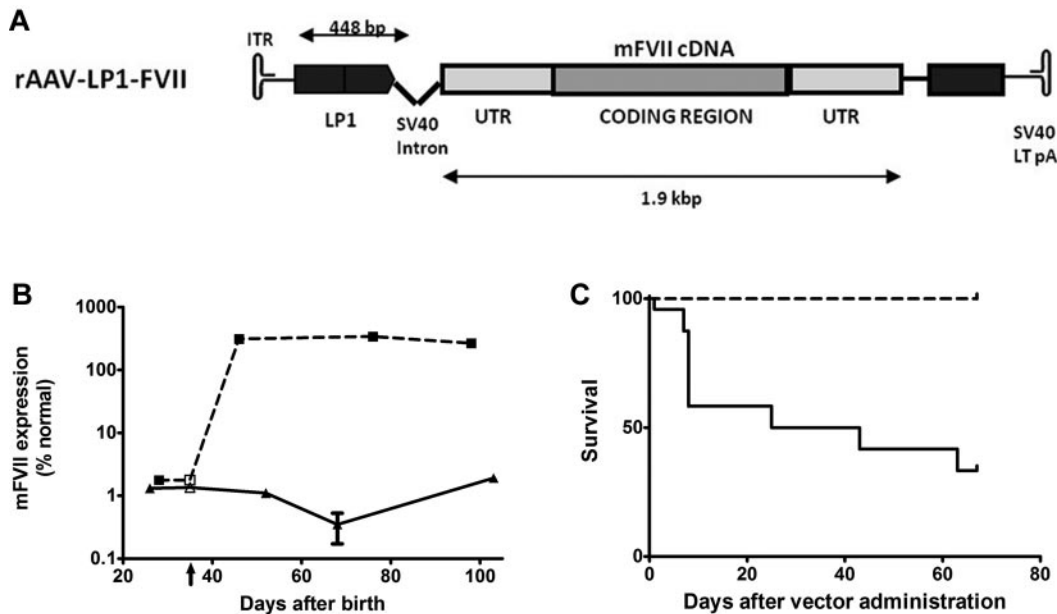 A
448 bp
ITR
mFVII cDNA
rAAV-LP1-FVII
LP1
SV40
Intron
UTR
CODING REGION
UTR
SV40
LT pA
1.9 kbp
B
mFVII expression
(% normal)
1000
100
10
1
0.1
20
40
60
80
100
Days after birth
C
Survival
100
50
0
0
20
40
60
80
Days after vector administration